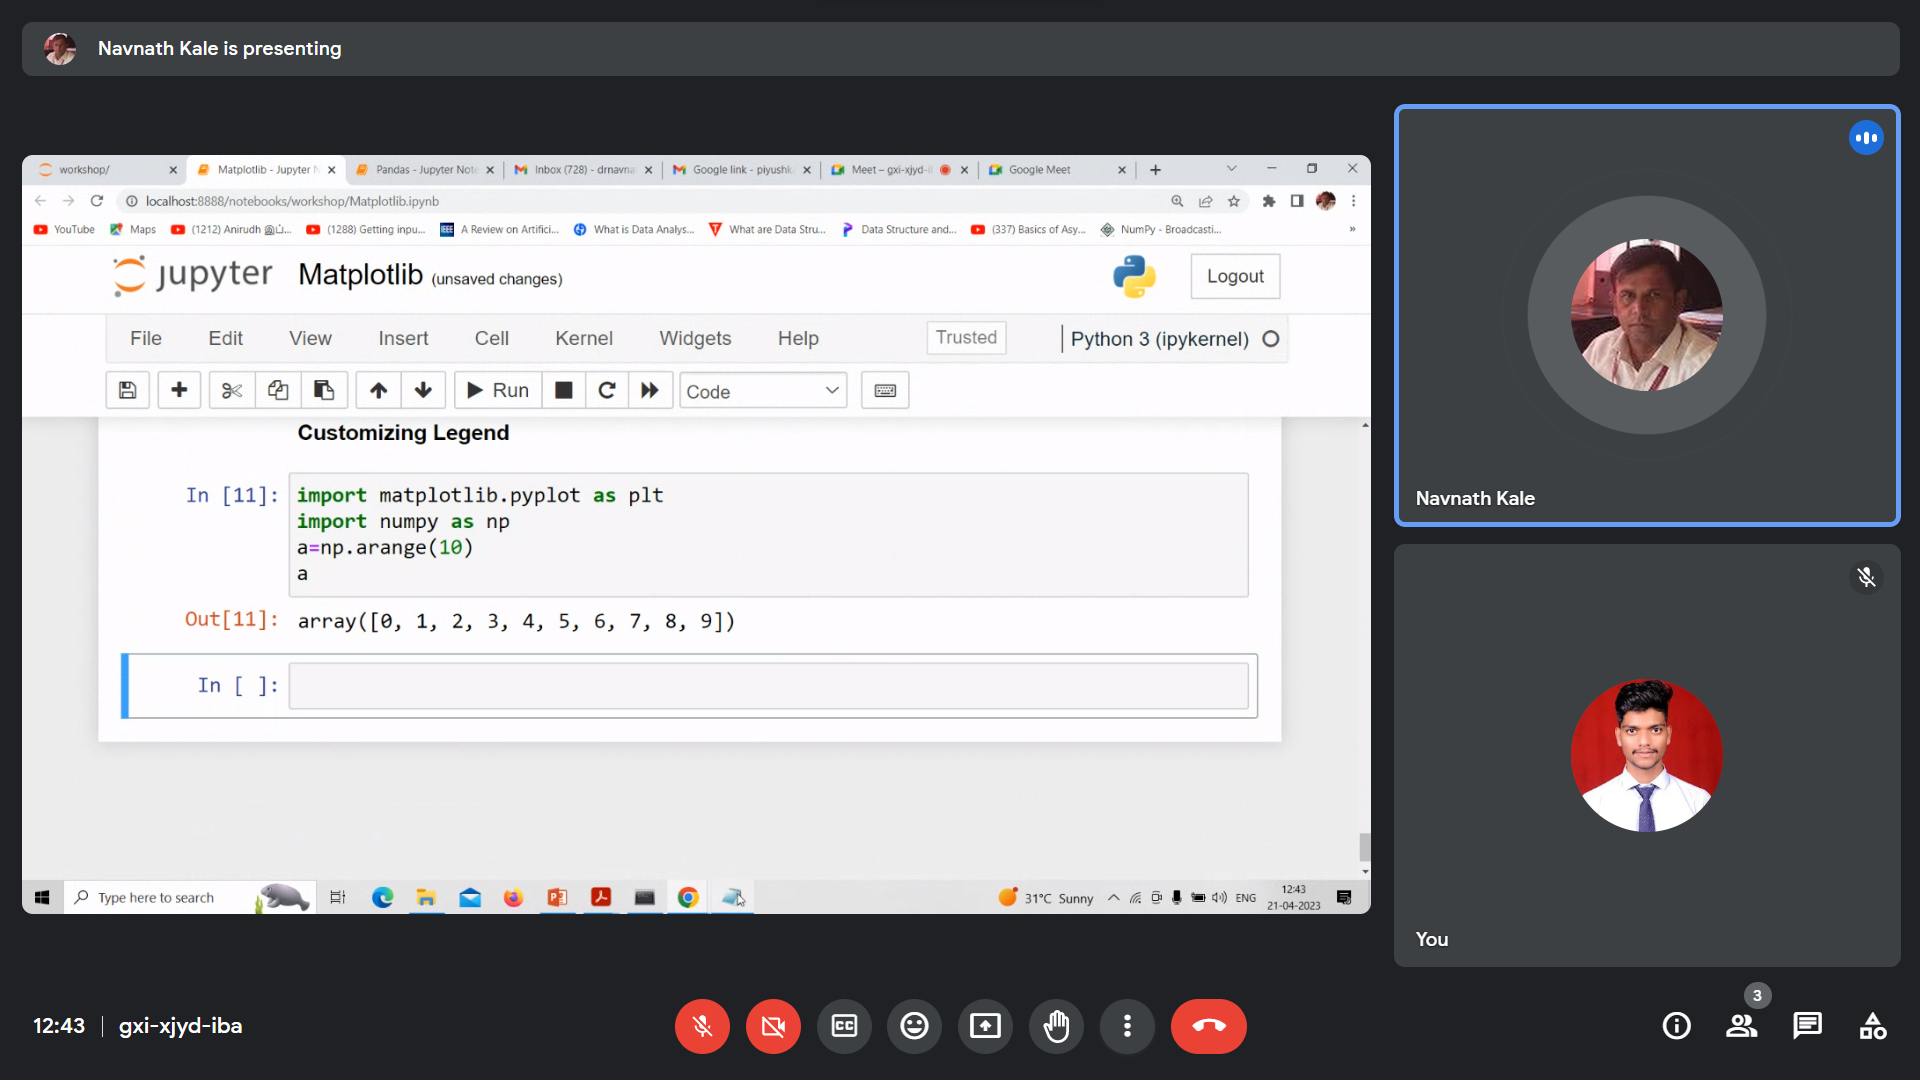 Navnath Kale is presenting
workshop/
Matplotlib - Jupyter N
Pandas - Jupyter Note
Inbox (728) - drnavna
Google link - piyushk
Meet – gxi-xjyd-i
Google Meet
localhost:8888/notebooks/workshop/Matplotlib.ipynb
YouTube
Maps
(1212) Anirudh இப்...
(1288) Getting inpu...
IEEE
A Review on Artifici...
What is Data Analys...
What are Data Stru...
Data Structure and...
(337) Basics of Asy...
NumPy - Broadcasti...
»
jupyter
Matplotlib (unsaved changes)
Logout
File
Edit
View
Insert
Cell
Kernel
Widgets
Help
Trusted
Python 3 (ipykernel)
Run
Code
Customizing Legend
In [11]:
import matplotlib.pyplot as plt
import numpy as np
a=np.arange(10)
a
Out[11]:
array([0, 1, 2, 3, 4, 5, 6, 7, 8, 9])
In [ ]:
Type here to search
31°C Sunny
ENG
12:43
21-04-2023
Navnath Kale
You
12:43
gxi-xjyd-iba
CC
3